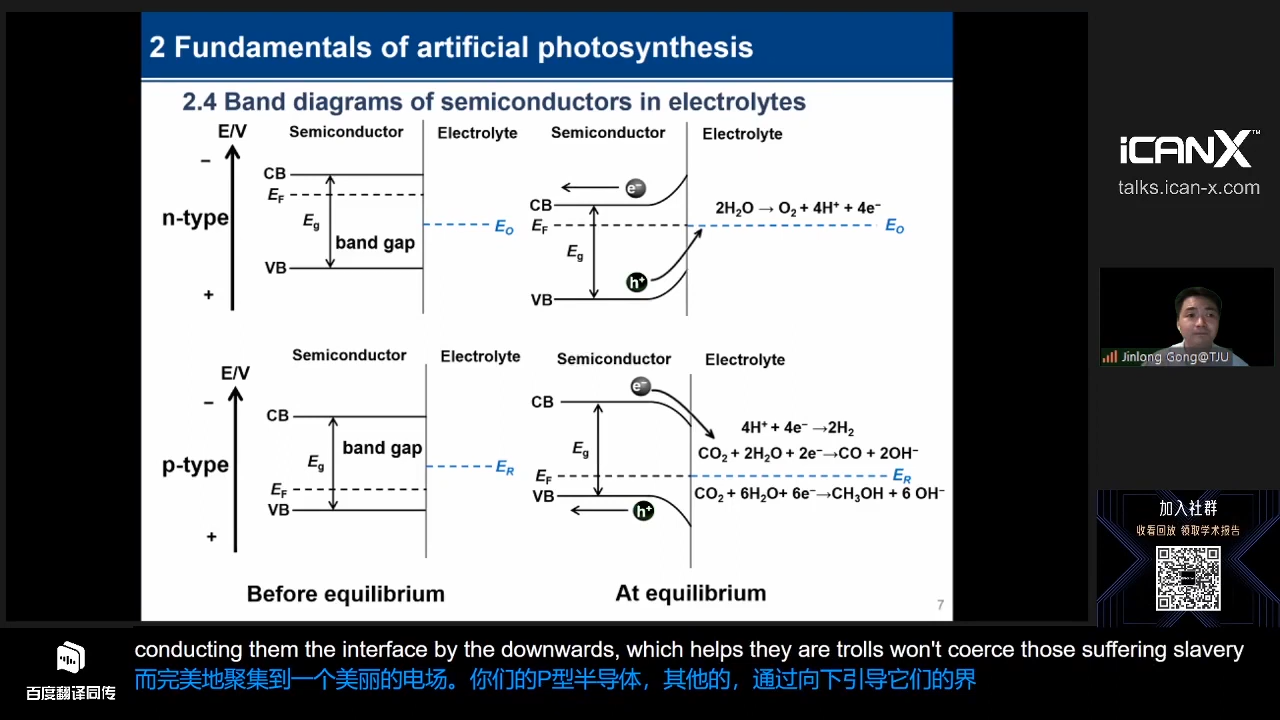 2 Fundamentals of artificial photosynthesis
2.4 Band diagrams of semiconductors in electrolytes
E/V
Semiconductor
Electrolyte
Semiconductor
Electrolyte
−
CB
E_F
n-type
E_g
band gap
E_O
VB
+
e⁻
CB
E_F
E_g
h⁺
VB
2H₂O → O₂ + 4H⁺ + 4e⁻
E_O
E/V
Semiconductor
Electrolyte
Semiconductor
Electrolyte
−
CB
p-type
E_g
band gap
E_R
E_F
VB
+
e⁻
CB
E_g
E_F
VB
h⁺
4H⁺ + 4e⁻ →2H₂
CO₂ + 2H₂O + 2e⁻→CO + 2OH⁻
E_R
CO₂ + 6H₂O+ 6e⁻→CH₃OH + 6 OH⁻
Before equilibrium
At equilibrium
7
iCANX™
talks.ican-x.com
Jinlong Gong@TJU
加入社群
收看回放 领取学术报告
百度翻译同传
conducting them the interface by the downwards, which helps they are trolls won't coerce those suffering slavery
而完美地聚集到一个美丽的电场。你们的P型半导体，其他的，通过向下引导它们的界